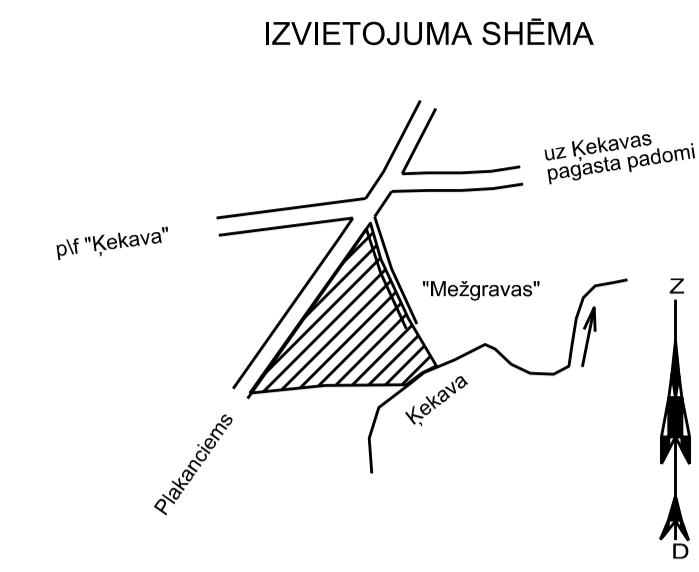 IZVIETOJUMA SHĒMA
uz Ķekavas
pagasta padomi
p\f "Ķekava"
"Mežgravas"
Z
Ķekava
Plakanciems
D